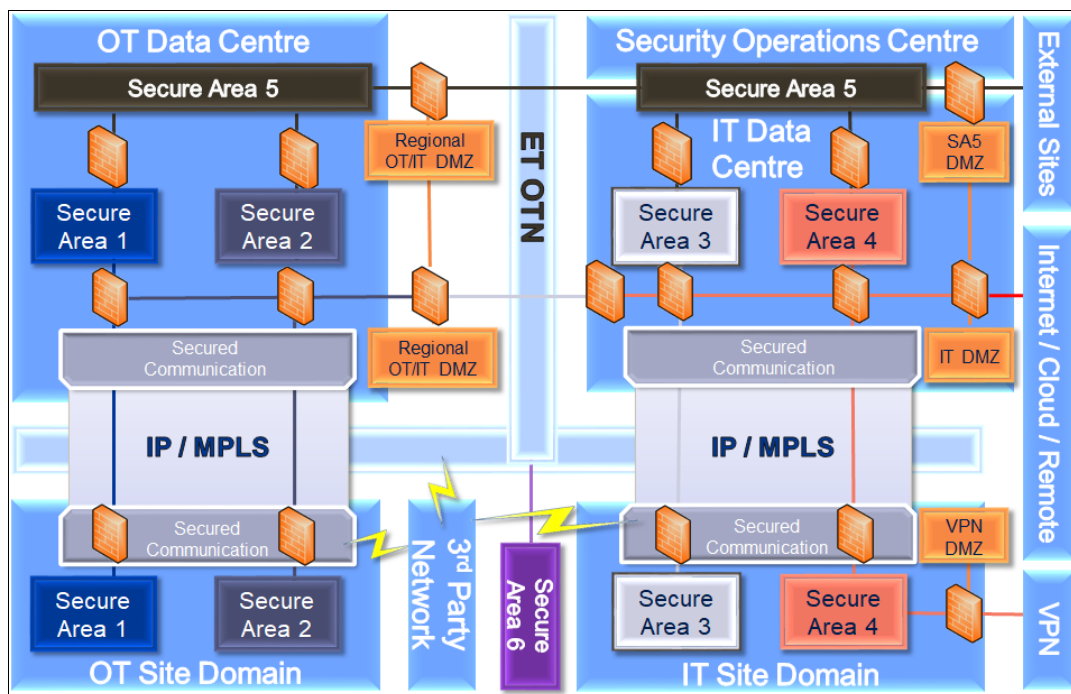 OT Data Centre
Secure Area 5
Regional
OT/IT DMZ
Secure
Area 1
Secure
Area 2
Secured
Communication
Regional
OT/IT DMZ
IP / MPLS
Secured
Communication
Secure
Area 1
Secure
Area 2
OT Site Domain
ET OTN
3rd Party
Network
Secure
Area 6
Security Operations Centre
Secure Area 5
IT Data
Centre
SA5
DMZ
Secure
Area 3
Secure
Area 4
Secured
Communication
IT DMZ
IP / MPLS
Secured
Communication
VPN
DMZ
Secure
Area 3
Secure
Area 4
IT Site Domain
External Sites
Internet / Cloud / Remote
VPN